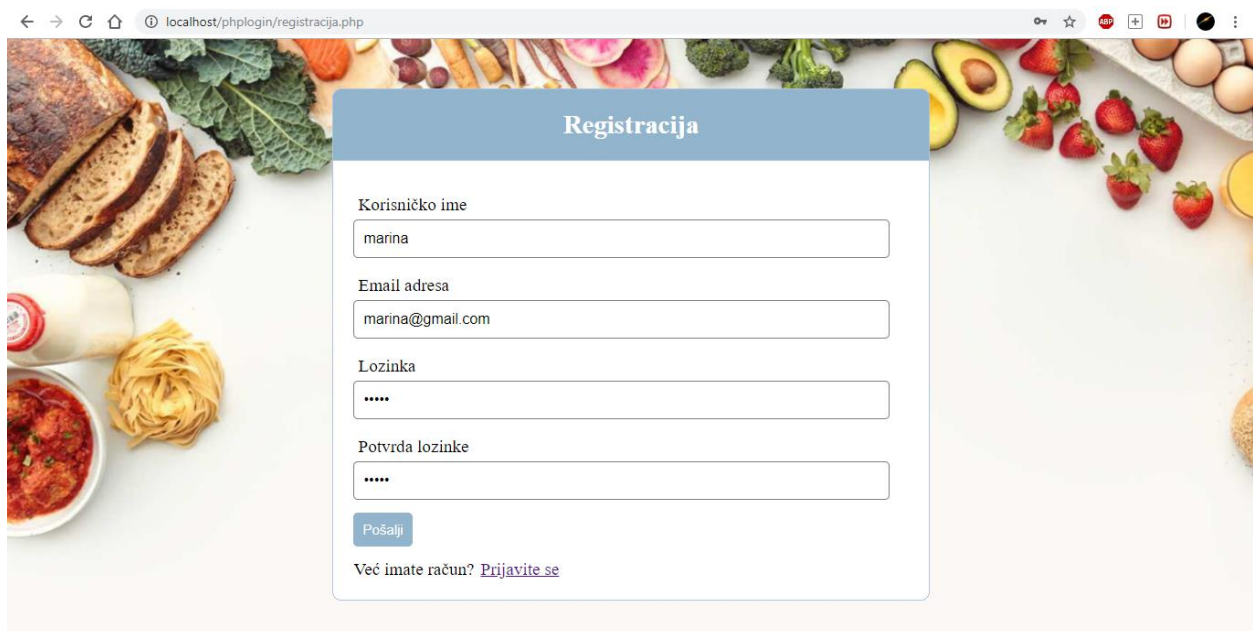 localhost/phplogin/registracija.php
ABP
Registracija
Korisničko ime
marina
Email adresa
marina@gmail.com
Lozinka
•••••
Potvrda lozinke
•••••
Pošalji
Već imate račun? Prijavite se